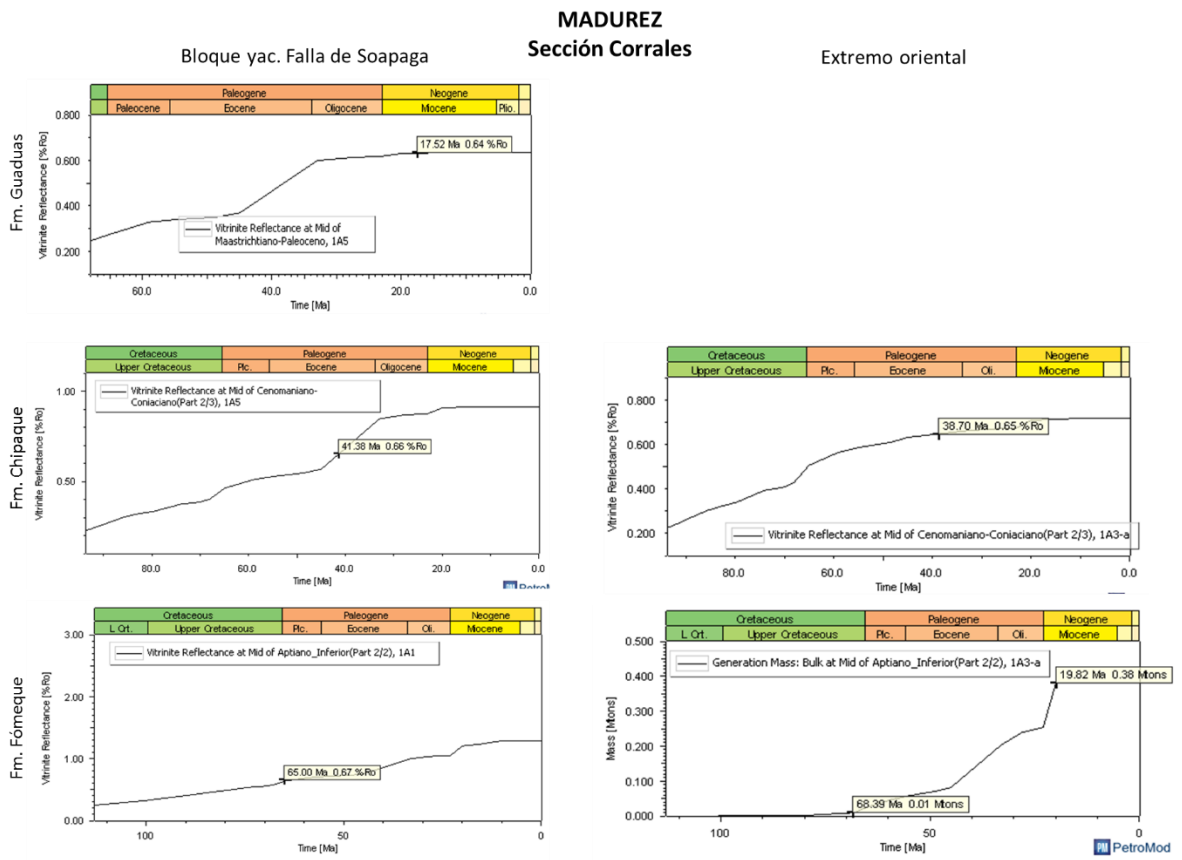 MADUREZ
Sección Corrales
Bloque yac. Falla de Soapaga
Extremo oriental
Fm. Guaduas
Paleogene
Neogene
Paleocene
Eocene
Oligocene
Miocene
Plio.
0.800
0.600
0.400
0.200
Vitrinite Reflectance [%Ro]
17.52 Ma 0.64 %Ro
Vitrinite Reflectance at Mid of
Maastrichtiano-Paleoceno, 1A5
60.0
40.0
20.0
0.0
Time [Ma]
Fm. Chipaque
Cretaceous
Paleogene
Neogene
Upper Cretaceous
Plc.
Eocene
Oligocene
Miocene
1.00
0.50
Vitrinite Reflectance [%Ro]
Vitrinite Reflectance at Mid of Cenomaniano-
Coniaciano(Part 2/3), 1A5
41.38 Ma 0.66 %Ro
80.0
60.0
40.0
20.0
0.0
Time [Ma]
Cretaceous
Paleogene
Neogene
Upper Cretaceous
Plc.
Eocene
Oli.
Miocene
0.800
0.600
0.400
0.200
Vitrinite Reflectance [%Ro]
38.70 Ma 0.65 %Ro
Vitrinite Reflectance at Mid of Cenomaniano-Coniaciano(Part 2/3), 1A3-a
80.0
60.0
40.0
20.0
0.0
Time [Ma]
Fm. Fómeque
Cretaceous
Paleogene
Neogene
L Crt.
Upper Cretaceous
Plc.
Eocene
Oli.
Miocene
3.00
2.00
1.00
0.00
Vitrinite Reflectance [%Ro]
Vitrinite Reflectance at Mid of Aptiano_Inferior(Part 2/2), 1A1
65.00 Ma 0.67 %Ro
100
50
0
Time [Ma]
Cretaceous
Paleogene
Neogene
L Crt.
Upper Cretaceous
Plc.
Eocene
Oli.
Miocene
0.500
0.400
0.300
0.200
0.100
0.000
Mass [Mtons]
Generation Mass: Bulk at Mid of Aptiano_Inferior(Part 2/2), 1A3-a
19.82 Ma 0.38 Mtons
68.39 Ma 0.01 Mtons
100
50
0
Time [Ma]
PM PetroMod